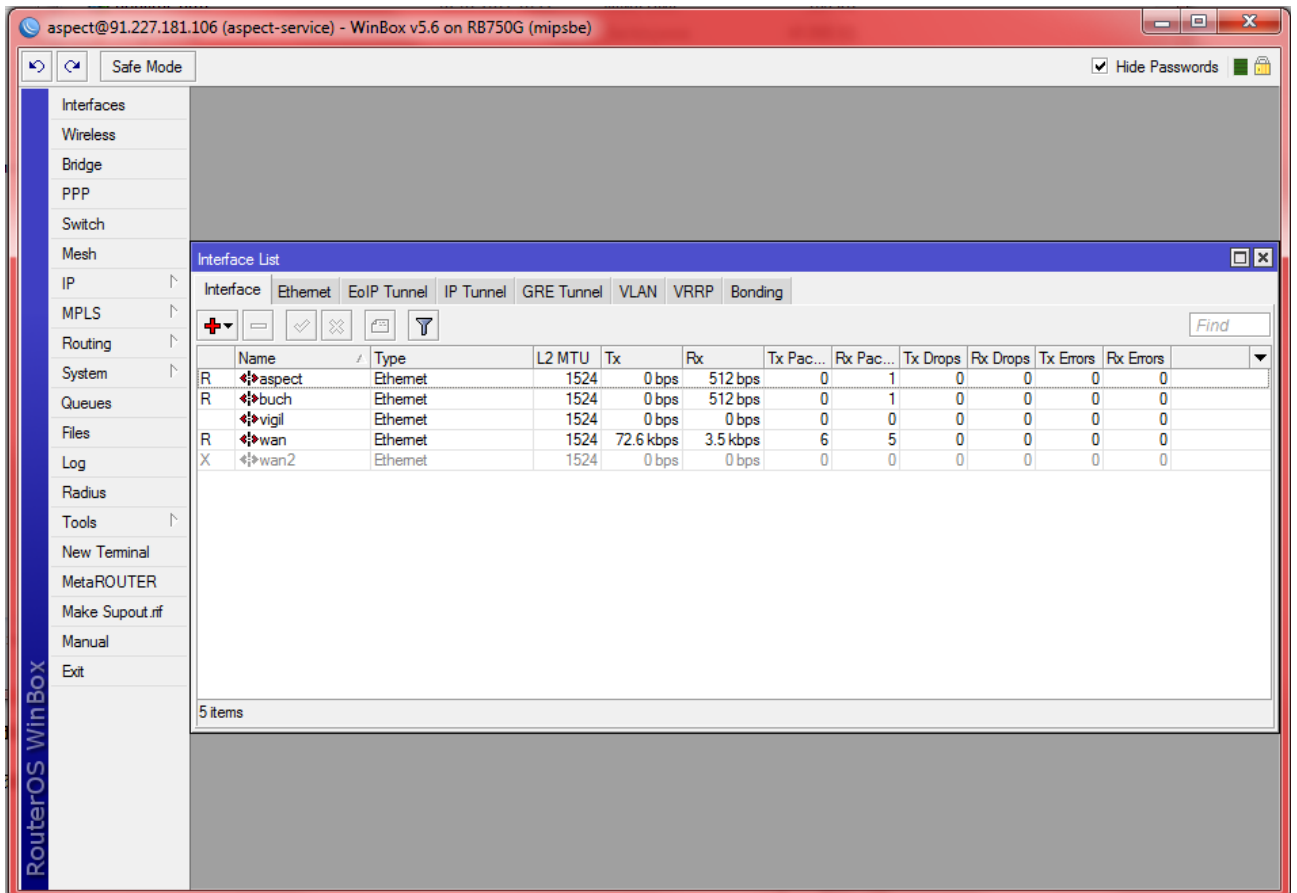 aspect@91.227.181.106 (aspect-service) - WinBox v5.6 on RB750G (mipsbe)
Safe Mode Hide Passwords
Interfaces
Wireless
Bridge
PPP
Switch
Mesh
IP
MPLS
Routing
System
Queues
Files
Log
Radius
Tools
New Terminal
MetaROUTER
Make Supout.rif
Manual
Exit
RouterOS WinBox
Interface List
Interface Ethernet EoIP Tunnel IP Tunnel GRE Tunnel VLAN VRRP Bonding
Find
Name / Type L2 MTU Tx Rx Tx Pac... Rx Pac... Tx Drops Rx Drops Tx Errors Rx Errors
R aspect Ethernet 1524 0 bps 512 bps 0 1 0 0 0 0
R buch Ethernet 1524 0 bps 512 bps 0 1 0 0 0 0
vigil Ethernet 1524 0 bps 0 bps 0 0 0 0 0 0
R wan Ethernet 1524 72.6 kbps 3.5 kbps 6 5 0 0 0 0
X wan2 Ethernet 1524 0 bps 0 bps 0 0 0 0 0 0
5 items